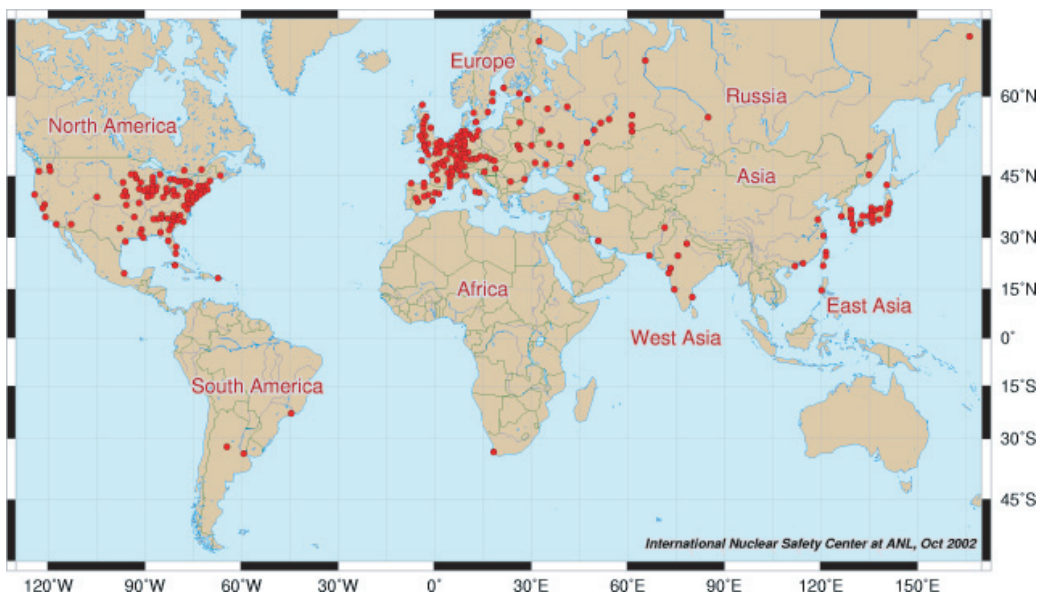 Europe
60°N
Russia
North America
45°N
Asia
30°N
Africa
15°N
East Asia
West Asia
0°
South America
15°S
30°S
45°S
International Nuclear Safety Center at ANL, Oct 2002
120°W 90°W 60°W 30°W 0° 30°E 60°E 90°E 120°E 150°E